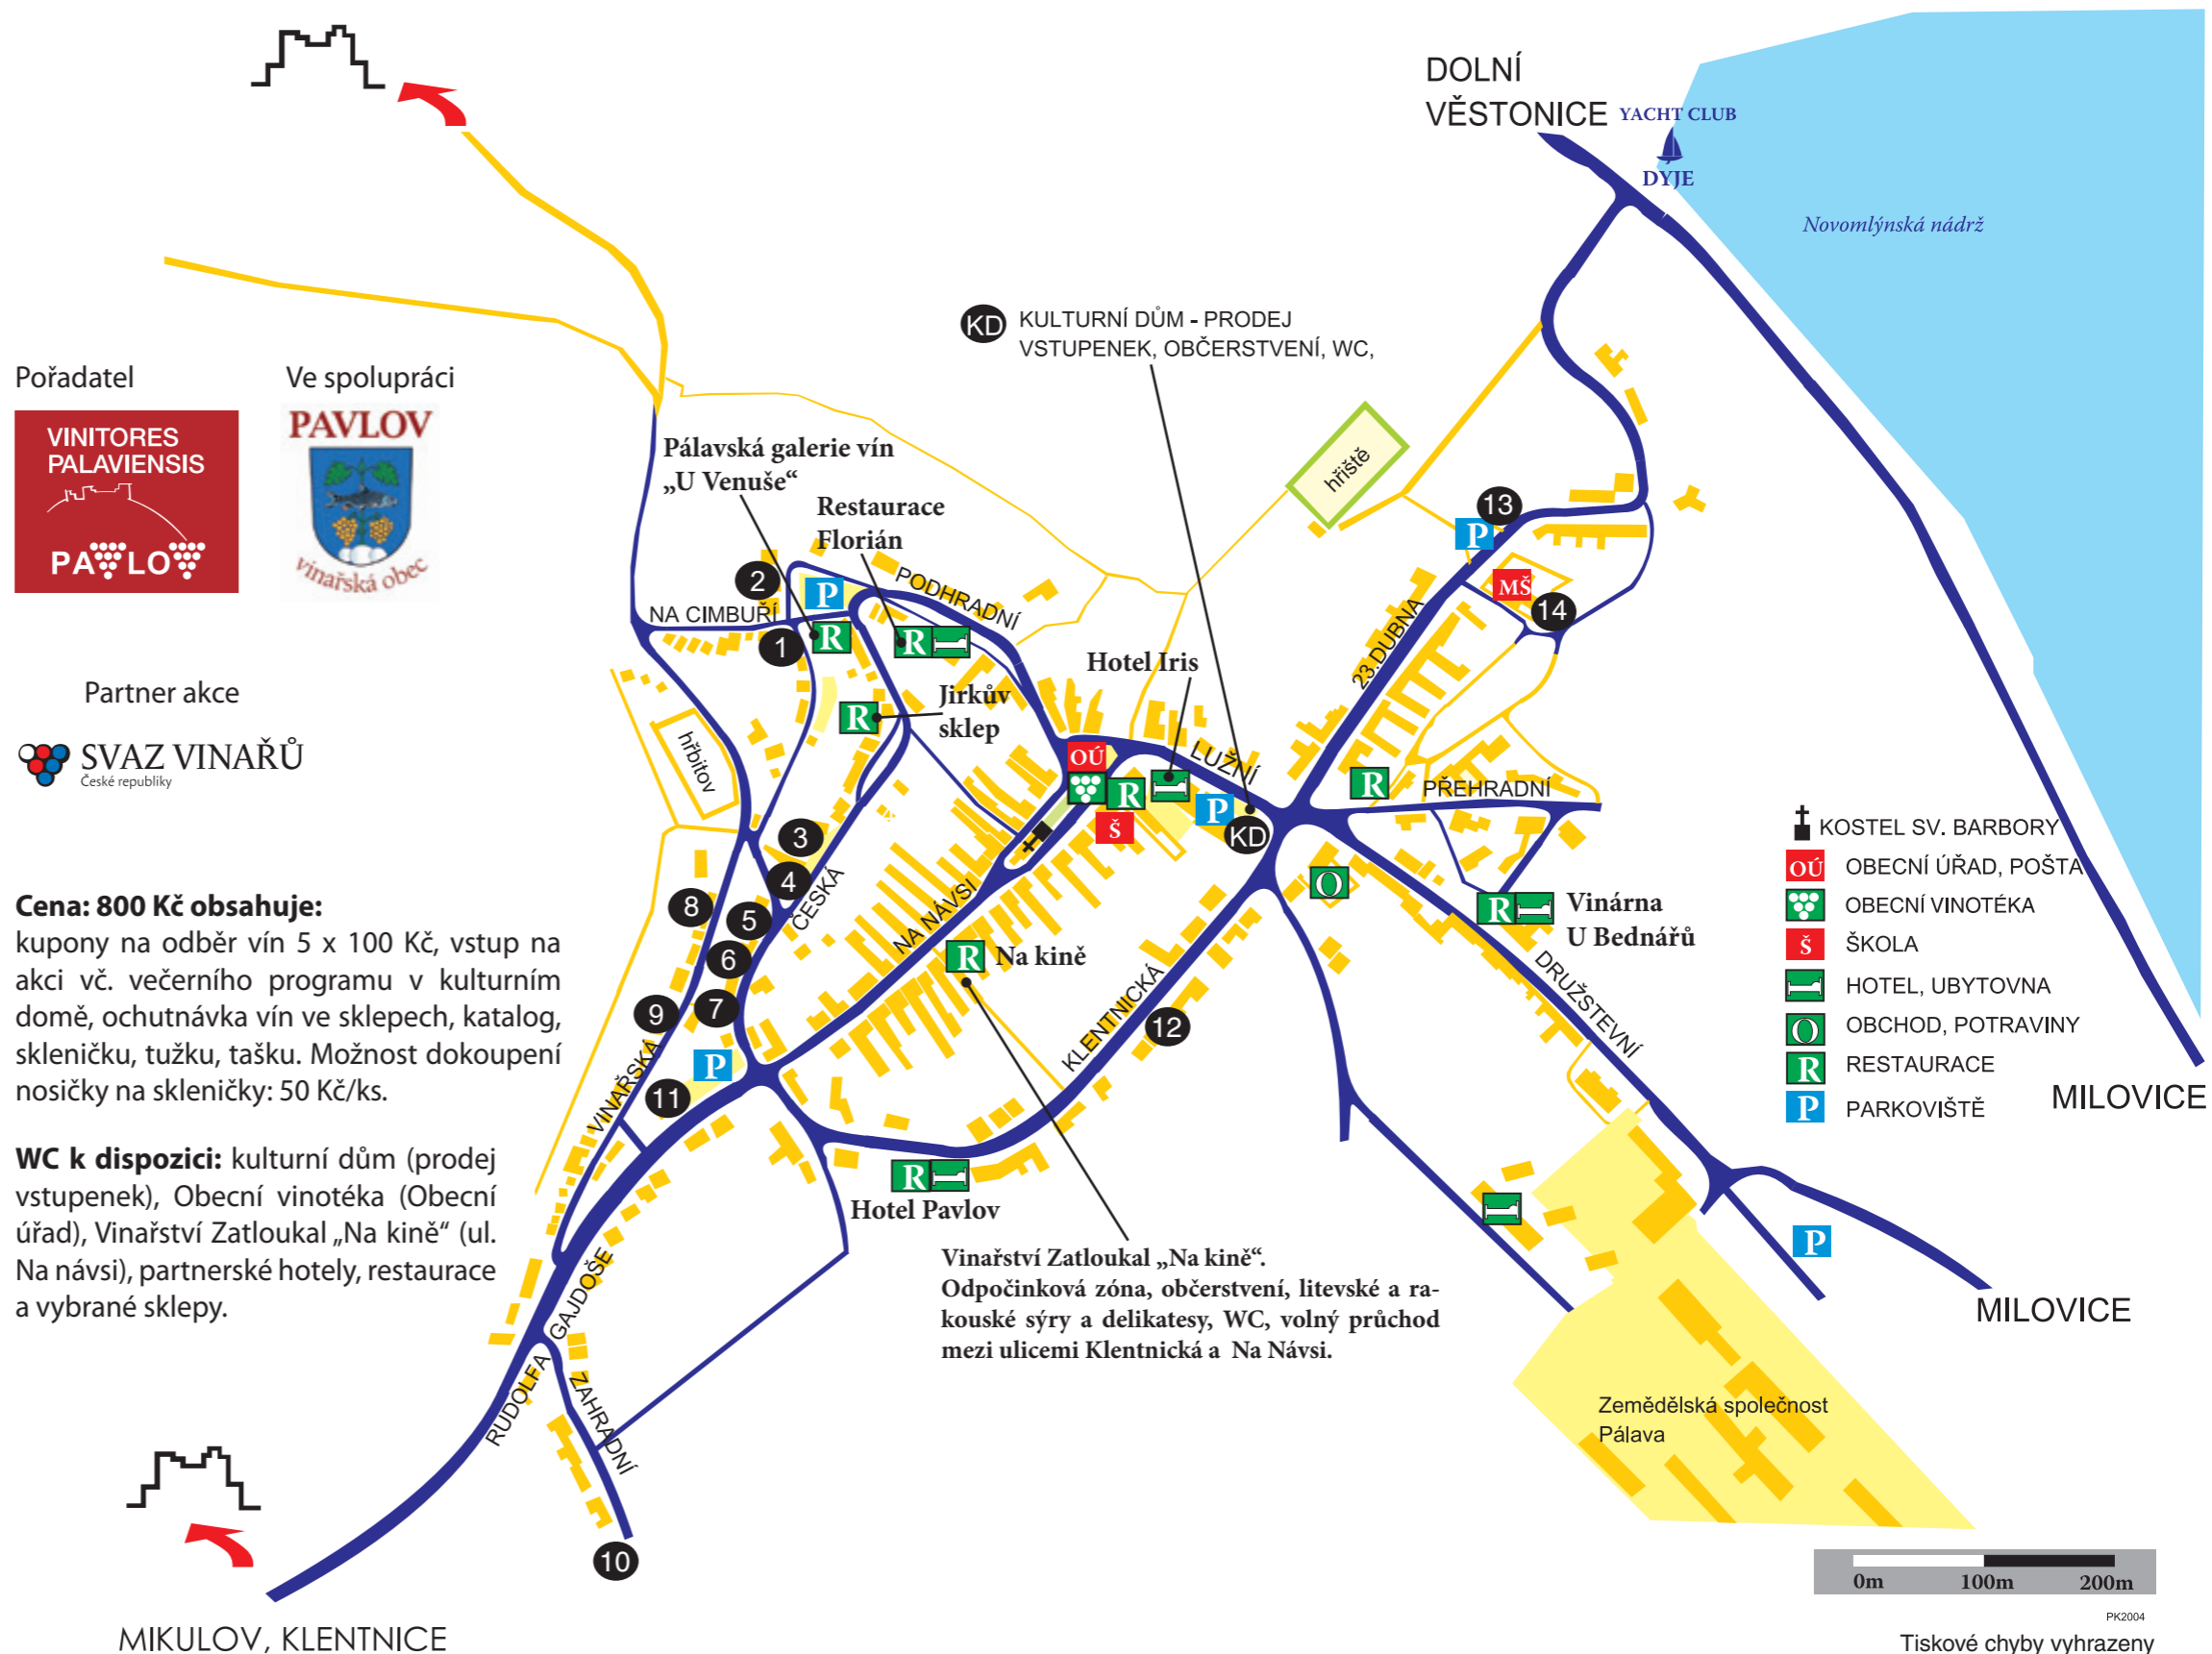 DOLNÍ
VĚSTONICE
YACHT CLUB
DYJE
Novomlýnská nádrž
KD
KULTURNÍ DŮM - PRODEJ
VSTUPENEK, OBČERSTVENÍ, WC,
Pořadatel
VINITORES
PALAVIENSIS
PAVLOV
Ve spolupráci
PAVLOV
vinařská obec
Partner akce
SVAZ VINAŘŮ
České republiky
Cena: 800 Kč obsahuje:
kupony na odběr vín 5 x 100 Kč, vstup na
akci vč. večerního programu v kulturním
domě, ochutnávka vín ve sklepech, katalog,
skleničku, tužku, tašku. Možnost dokoupení
nosičky na skleničky: 50 Kč/ks.
WC k dispozici: kulturní dům (prodej
vstupenek), Obecní vinotéka (Obecní
úřad), Vinařství Zatloukal „Na kině“ (ul.
Na návsi), partnerské hotely, restaurace
a vybrané sklepy.
Pálavská galerie vín
„U Venuše“
Restaurace
Florián
hřiště
13
P
MŠ
14
2
P
PODHRADNÍ
NA CIMBUŘÍ
1
R
R
23.DUBNA
Hotel Iris
Jirkův
sklep
R
hřbitov
OÚ
LUŽNÍ
R
P
Š
KD
R
PŘEHRADNÍ
3
4
ČESKÁ
5
8
6
7
9
NA NÁVSI
R
Na kině
O
R
Vinárna
U Bednářů
DRUŽSTEVNÍ
KLENTNICKÁ
12
VINAŘSKÁ
P
11
R
Hotel Pavlov
Vinařství Zatloukal „Na kině“.
Odpočinková zóna, občerstvení, litevské a ra-
kouské sýry a delikatesy, WC, volný průchod
mezi ulicemi Klentnická a Na Návsi.
RUDOLFA GAJDOŠE
ZAHRADNÍ
10
MIKULOV, KLENTNICE
KOSTEL SV. BARBORY
OÚ OBECNÍ ÚŘAD, POŠTA
OBECNÍ VINOTÉKA
Š ŠKOLA
HOTEL, UBYTOVNA
O OBCHOD, POTRAVINY
R RESTAURACE
P PARKOVIŠTĚ
MILOVICE
P
MILOVICE
Zemědělská společnost
Pálava
0m 100m 200m
PK2004
Tiskové chyby vyhrazeny